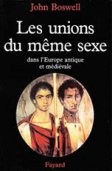 John Boswell
Les unions
du même sexe
dans l'Europe antique
et médiévale
Fayard